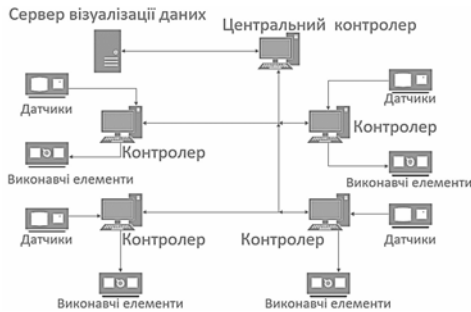 Сервер візуалізації даних
Центральний контролер
Датчики
Датчики
Контролер
Контролер
Виконавчі елементи
Виконавчі елементи
Датчики
Контролер
Контролер
Датчики
Виконавчі елементи
Виконавчі елементи